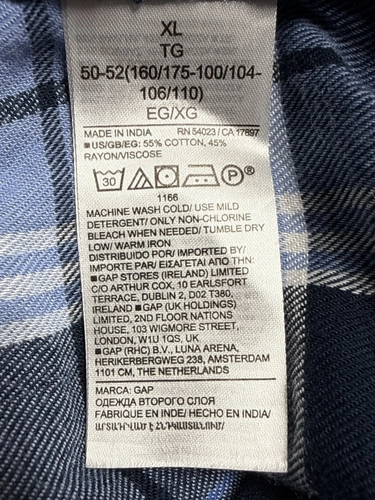 XL
TG
50-52(160/175-100/104-
106/110)
EG/XG
MADE IN INDIA RN 54023 / CA 17897
■US/GB/EG: 55% COTTON, 45%
RAYON/VISCOSE
30 P
1166
MACHINE WASH COLD/ USE MILD
DETERGENT/ ONLY NON-CHLORINE
BLEACH WHEN NEEDED/ TUMBLE DRY
LOW/ WARM IRON
DISTRIBUIDO POR/ IMPORTED BY/
IMPORTE PAR/ ΕΙΣΑΓΕΤΑΙ ΑΠΟ ΤΗΝ:
■GAP STORES (IRELAND) LIMITED
C/O ARTHUR COX, 10 EARLSFORT
TERRACE, DUBLIN 2, D02 T380,
IRELAND ■GAP (UK HOLDINGS)
LIMITED, 2ND FLOOR NATIONS
HOUSE, 103 WIGMORE STREET,
LONDON, W1U 1QS, UK
■GAP (RHC) B.V., LUNA ARENA,
HERIKERBERGWEG 238, AMSTERDAM
1101 CM, THE NETHERLANDS
MARCA: GAP
ОДЕЖДА ВТОРОГО СЛОЯ
FABRIQUE EN INDE/ HECHO EN INDIA/
ԱՐՏԱԴՐՎԱԾ Է ՀՆԴԿԱՍՏԱՆՈՒՄ/